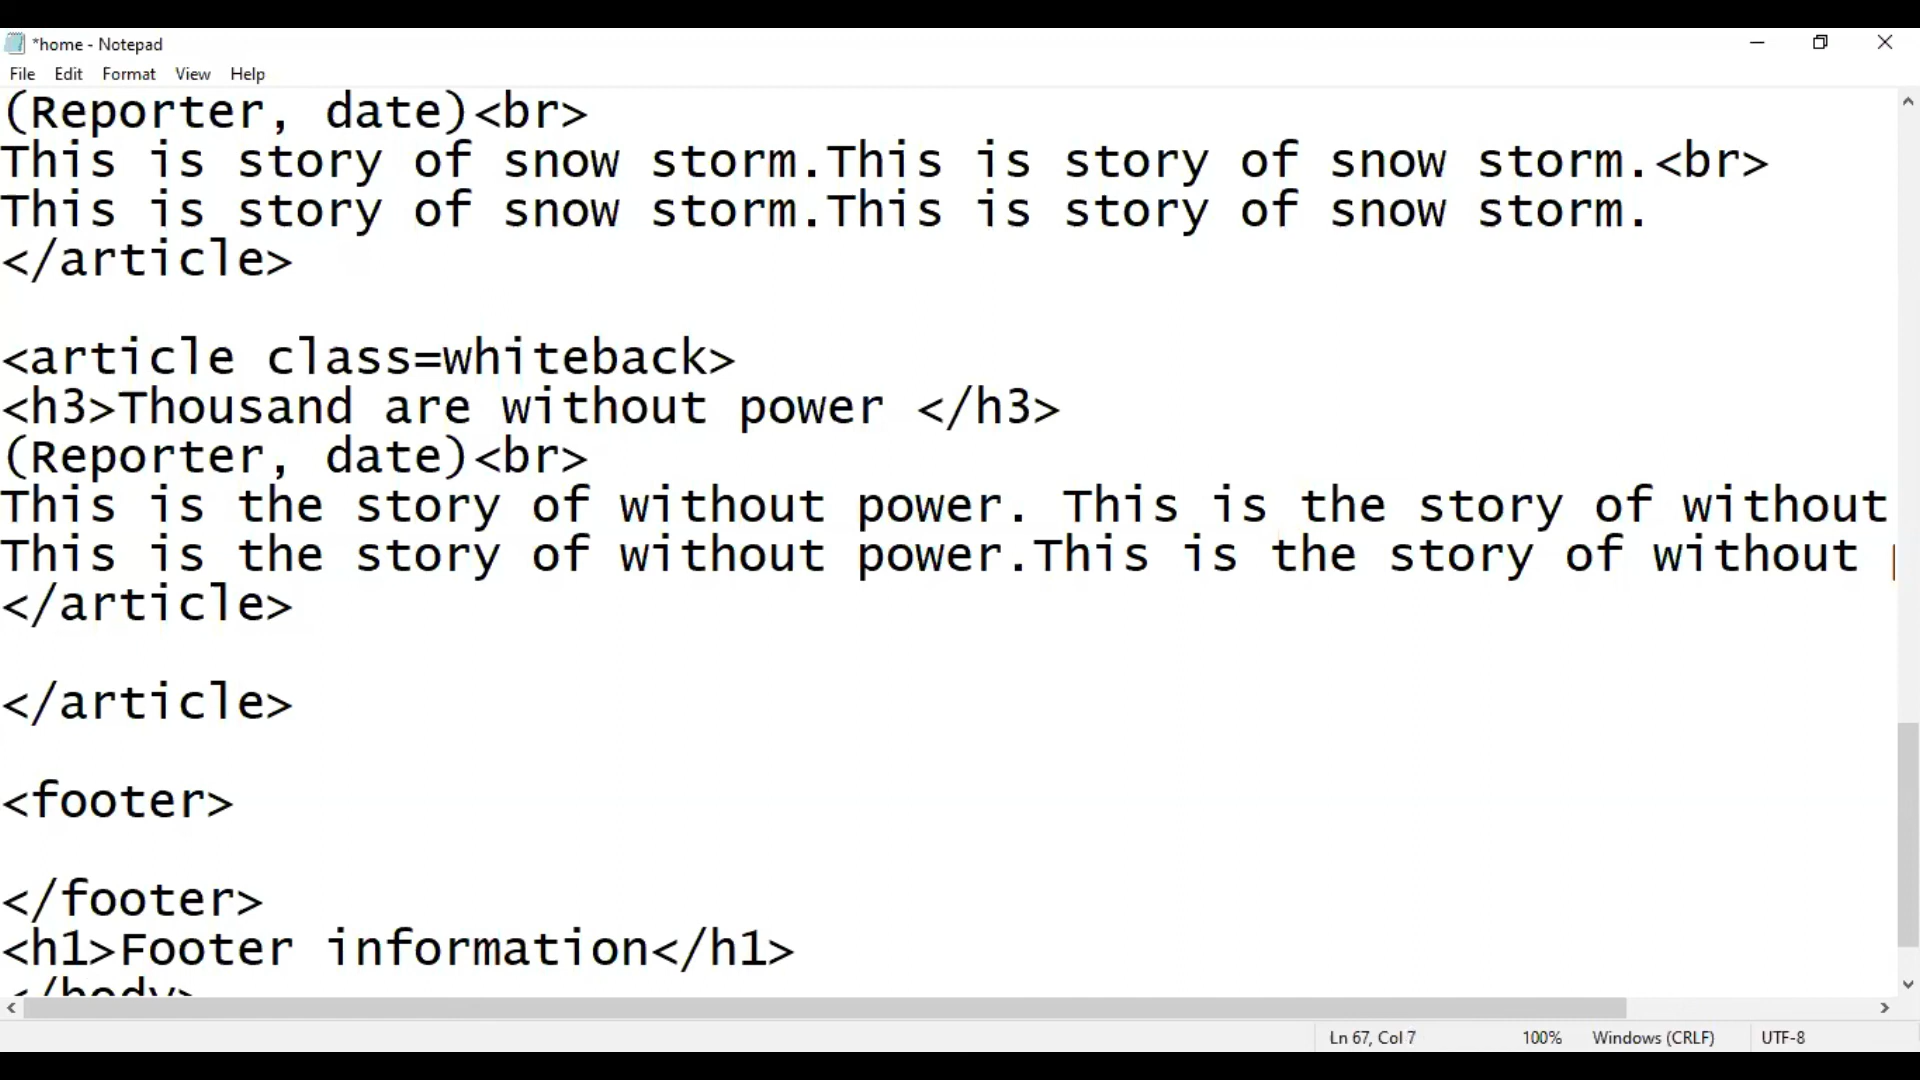 *home - Notepad
File Edit Format View Help
(Reporter, date)<br>
This is story of snow storm.This is story of snow storm.<br>
This is story of snow storm.This is story of snow storm.
</article>
<article class=whiteback>
<h3>Thousand are without power </h3>
(Reporter, date)<br>
This is the story of without power. This is the story of without
This is the story of without power.This is the story of without
</article>
</article>
<footer>
</footer>
<h1>Footer information</h1>
</body>
Ln 67, Col 7 100% Windows (CRLF) UTF-8